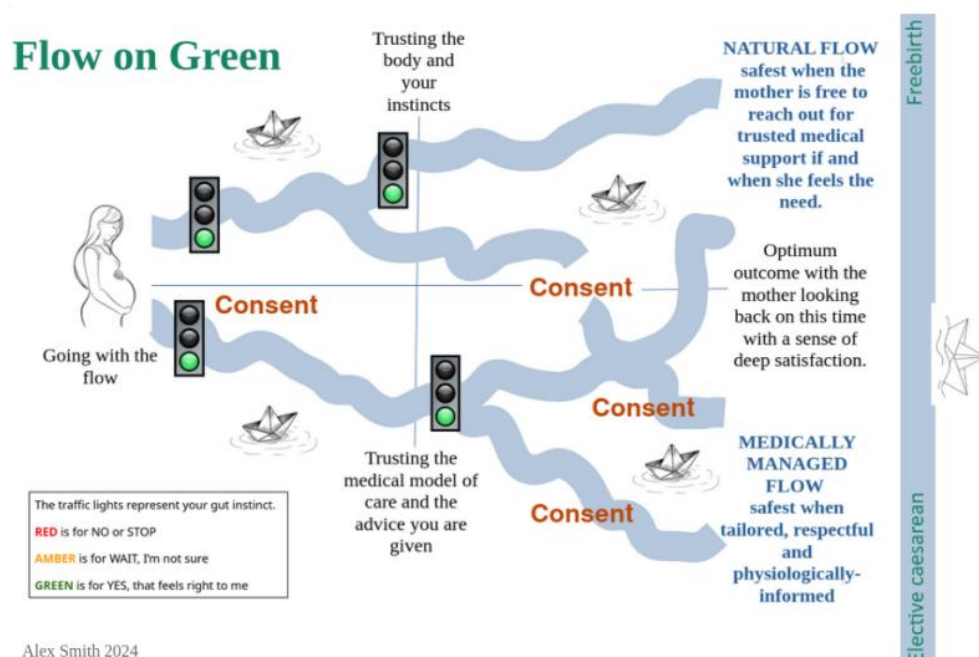 Flow on Green
Trusting the
body and
your
instincts
NATURAL FLOW
safest when the
mother is free to
reach out for
trusted medical
support if and
when she feels the
need.
Freebirth
Going with the
flow
Consent
Consent
Optimum
outcome with the
mother looking
back on this time
with a sense of
deep satisfaction.
Consent
Trusting the
medical model of
care and the
advice you are
given
Consent
MEDICALLY
MANAGED
FLOW
safest when
tailored, respectful
and
physiologically-
informed
Elective caesarean
The traffic lights represent your gut instinct.
RED is for NO or STOP
AMBER is for WAIT, I'm not sure
GREEN is for YES, that feels right to me
Alex Smith 2024